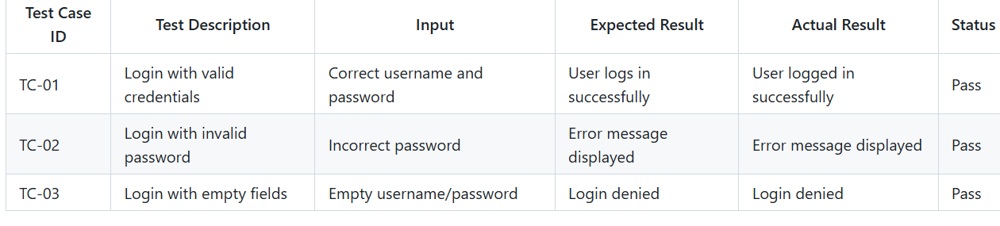 Test Case ID | Test Description | Input | Expected Result | Actual Result | Status
TC-01 | Login with valid credentials | Correct username and password | User logs in successfully | User logged in successfully | Pass
TC-02 | Login with invalid password | Incorrect password | Error message displayed | Error message displayed | Pass
TC-03 | Login with empty fields | Empty username/password | Login denied | Login denied | Pass